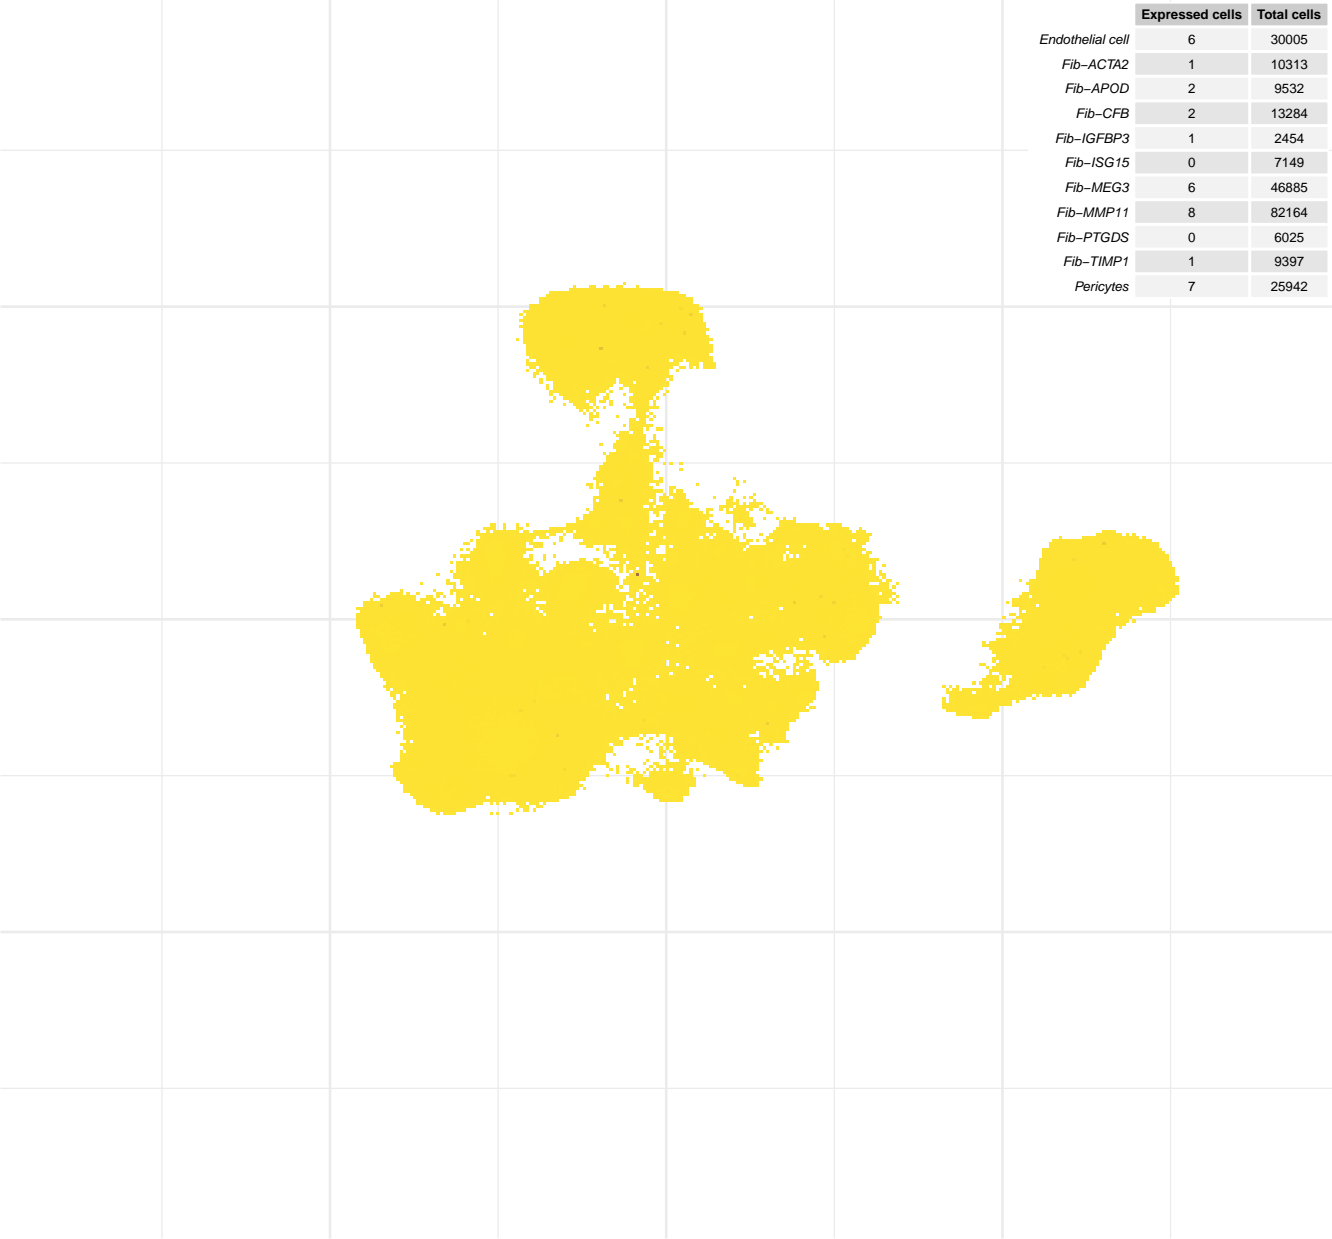 Expressed cells Total cells
Endothelial cell 6 30005
Fib−ACTA2 1 10313
Fib−APOD 2 9532
Fib−CFB 2 13284
Fib−IGFBP3 1 2454
Fib−ISG15 0 7149
Fib−MEG3 6 46885
Fib−MMP11 8 82164
Fib−PTGDS 0 6025
Fib−TIMP1 1 9397
Pericytes 7 25942